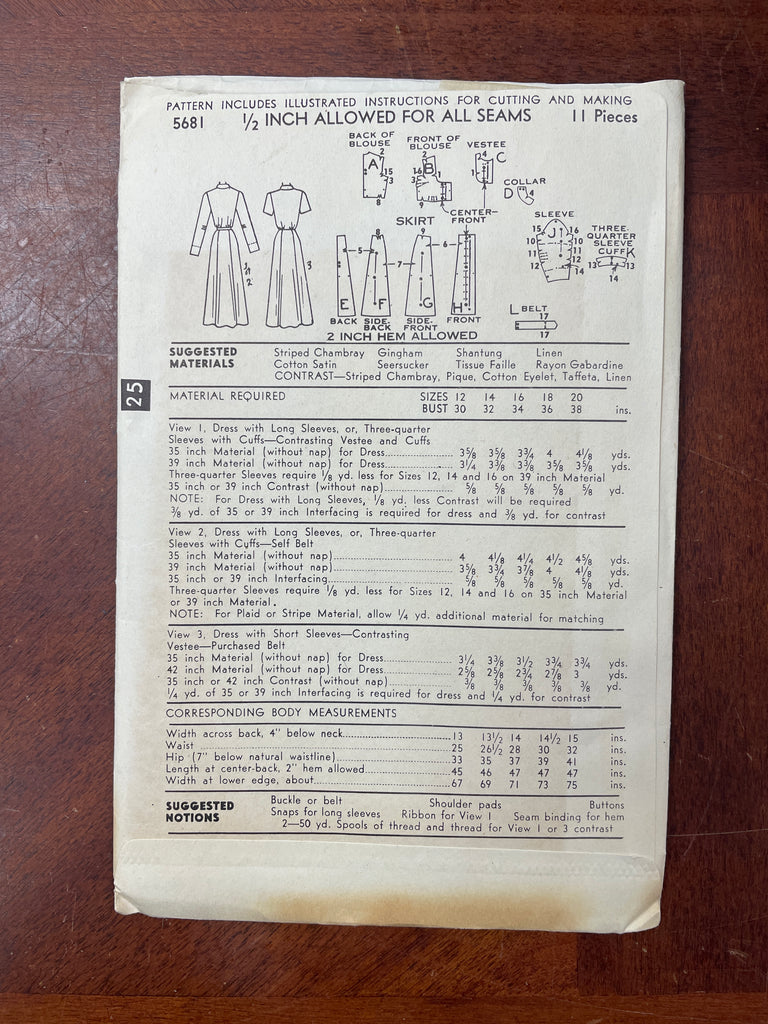 PATTERN INCLUDES ILLUSTRATED INSTRUCTIONS FOR CUTTING AND MAKING
5681 ½ INCH ALLOWED FOR ALL SEAMS 11 Pieces
BACK OF BLOUSE
FRONT OF BLOUSE
VESTEE
A
B
C
COLLAR
D
CENTER-FRONT
SKIRT
SLEEVE
J
THREE-QUARTER SLEEVE CUFF
K
E
F
G
H
BACK
SIDE-BACK
SIDE-FRONT
FRONT
L BELT
2 INCH HEM ALLOWED
25
SUGGESTED MATERIALS
Striped Chambray Gingham Shantung Linen
Cotton Satin Seersucker Tissue Faille Rayon Gabardine
CONTRAST—Striped Chambray, Pique, Cotton Eyelet, Taffeta, Linen
MATERIAL REQUIRED SIZES 12 14 16 18 20
BUST 30 32 34 36 38 ins.
View 1, Dress with Long Sleeves, or, Three-quarter
Sleeves with Cuffs—Contrasting Vestee and Cuffs
35 inch Material (without nap) for Dress 3⅝ 3⅝ 3¾ 4 4⅛ yds.
39 inch Material (without nap) for Dress 3¼ 3⅜ 3⅜ 3⅝ 3⅝ yds.
Three-quarter Sleeves require ⅛ yd. less for Sizes 12, 14 and 16 on 39 inch Material
35 inch or 39 inch Contrast (without nap) ⅝ ⅝ ⅝ ⅝ ⅝ yd.
NOTE: For Dress with Long Sleeves, ⅛ yd. less Contrast will be required
⅜ yd. of 35 or 39 inch Interfacing is required for dress and ⅜ yd. for contrast
View 2, Dress with Long Sleeves, or, Three-quarter
Sleeves with Cuffs—Self Belt
35 inch Material (without nap) 4 4⅛ 4¼ 4½ 4⅝ yds.
39 inch Material (without nap) 3⅝ 3¾ 3⅞ 4 4⅛ yds.
35 inch or 39 inch Interfacing ⅝ ⅝ ⅝ ⅝ ⅝ yd.
Three-quarter Sleeves require ⅛ yd. less for Sizes 12, 14 and 16 on 35 inch Material
or 39 inch Material.
NOTE: For Plaid or Stripe Material, allow ¼ yd. additional material for matching
View 3, Dress with Short Sleeves—Contrasting
Vestee—Purchased Belt
35 inch Material (without nap) for Dress 3¼ 3⅜ 3½ 3¾ 3¾ yds.
42 inch Material (without nap) for Dress 2⅝ 2⅝ 2¾ 2⅞ 3 yds.
35 inch or 42 inch Contrast (without nap) ⅜ ⅜ ⅜ ⅜ ⅜ yd.
¼ yd. of 35 or 39 inch Interfacing is required for dress and ¼ yd. for contrast
CORRESPONDING BODY MEASUREMENTS
Width across back, 4" below neck 13 13½ 14 14½ 15 ins.
Waist 25 26½ 28 30 32 ins.
Hip (7" below natural waistline) 33 35 37 39 41 ins.
Length at center-back, 2" hem allowed 45 46 47 47 47 ins.
Width at lower edge, about 67 69 71 73 75 ins.
SUGGESTED NOTIONS
Buckle or belt Shoulder pads Buttons
Snaps for long sleeves Ribbon for View 1 Seam binding for hem
2—50 yd. Spools of thread and thread for View 1 or 3 contrast